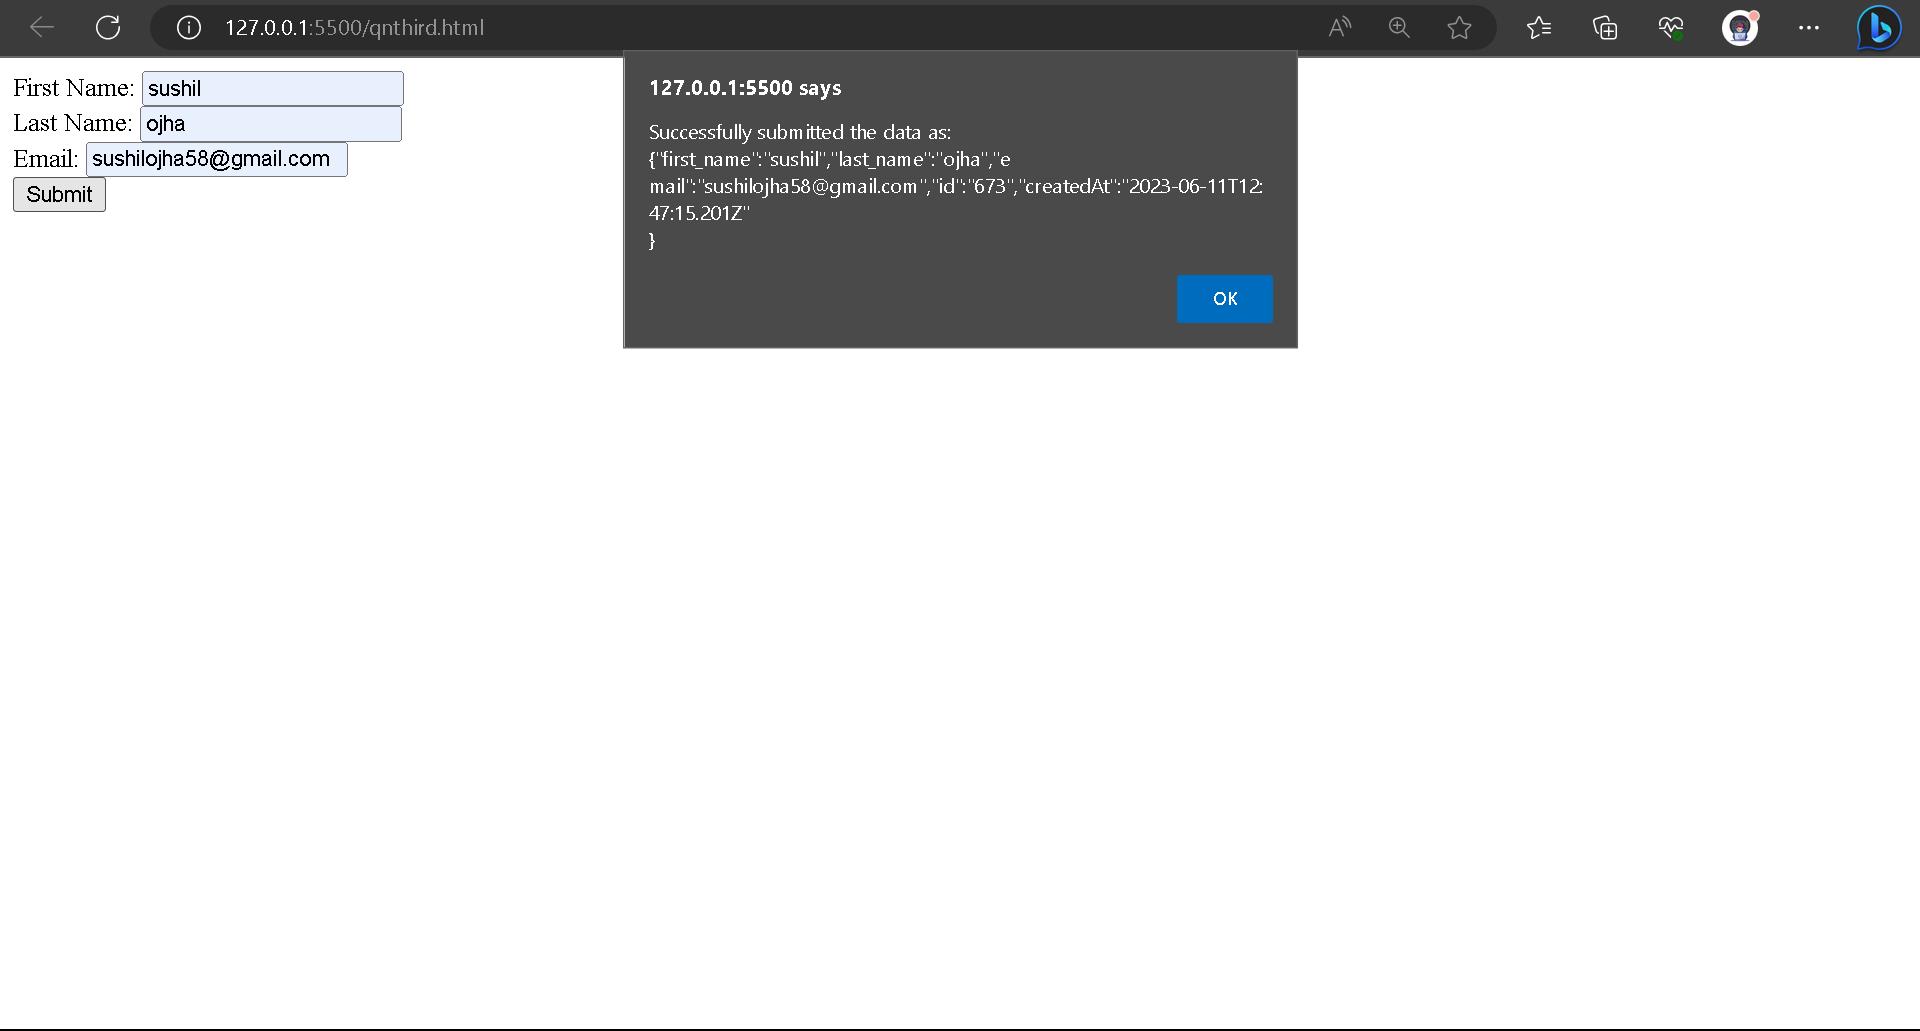 127.0.0.1:5500/qnthird.html
127.0.0.1:5500 says
Successfully submitted the data as:
{"first_name":"sushil","last_name":"ojha","e
mail":"sushilojha58@gmail.com","id":"673","createdAt":"2023-06-11T12:
47:15.201Z"
}
OK
First Name: sushil
Last Name: ojha
Email: sushilojha58@gmail.com
Submit